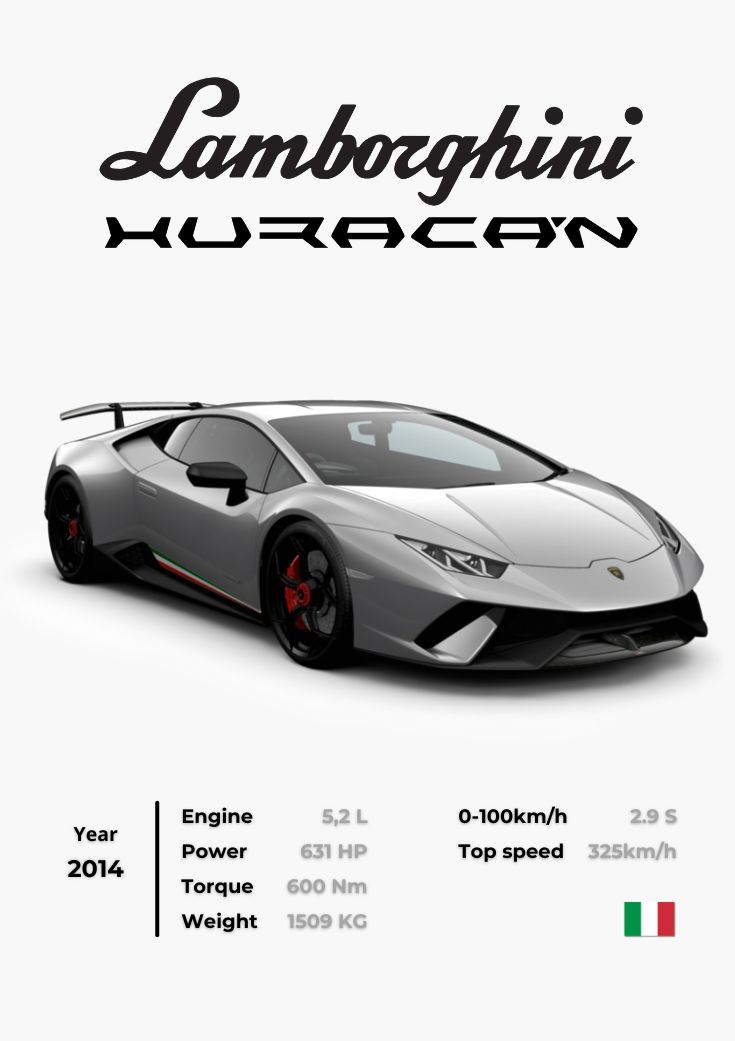 Lamborghini
HURACÁN
Year
2014
Engine 5,2 L
Power 631 HP
Torque 600 Nm
Weight 1509 KG
0-100km/h 2.9 S
Top speed 325km/h